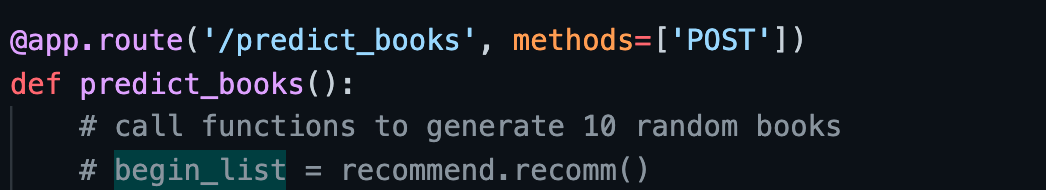 @app.route('/predict_books', methods=['POST'])
def predict_books():
    # call functions to generate 10 random books
    # begin_list = recommend.recomm()